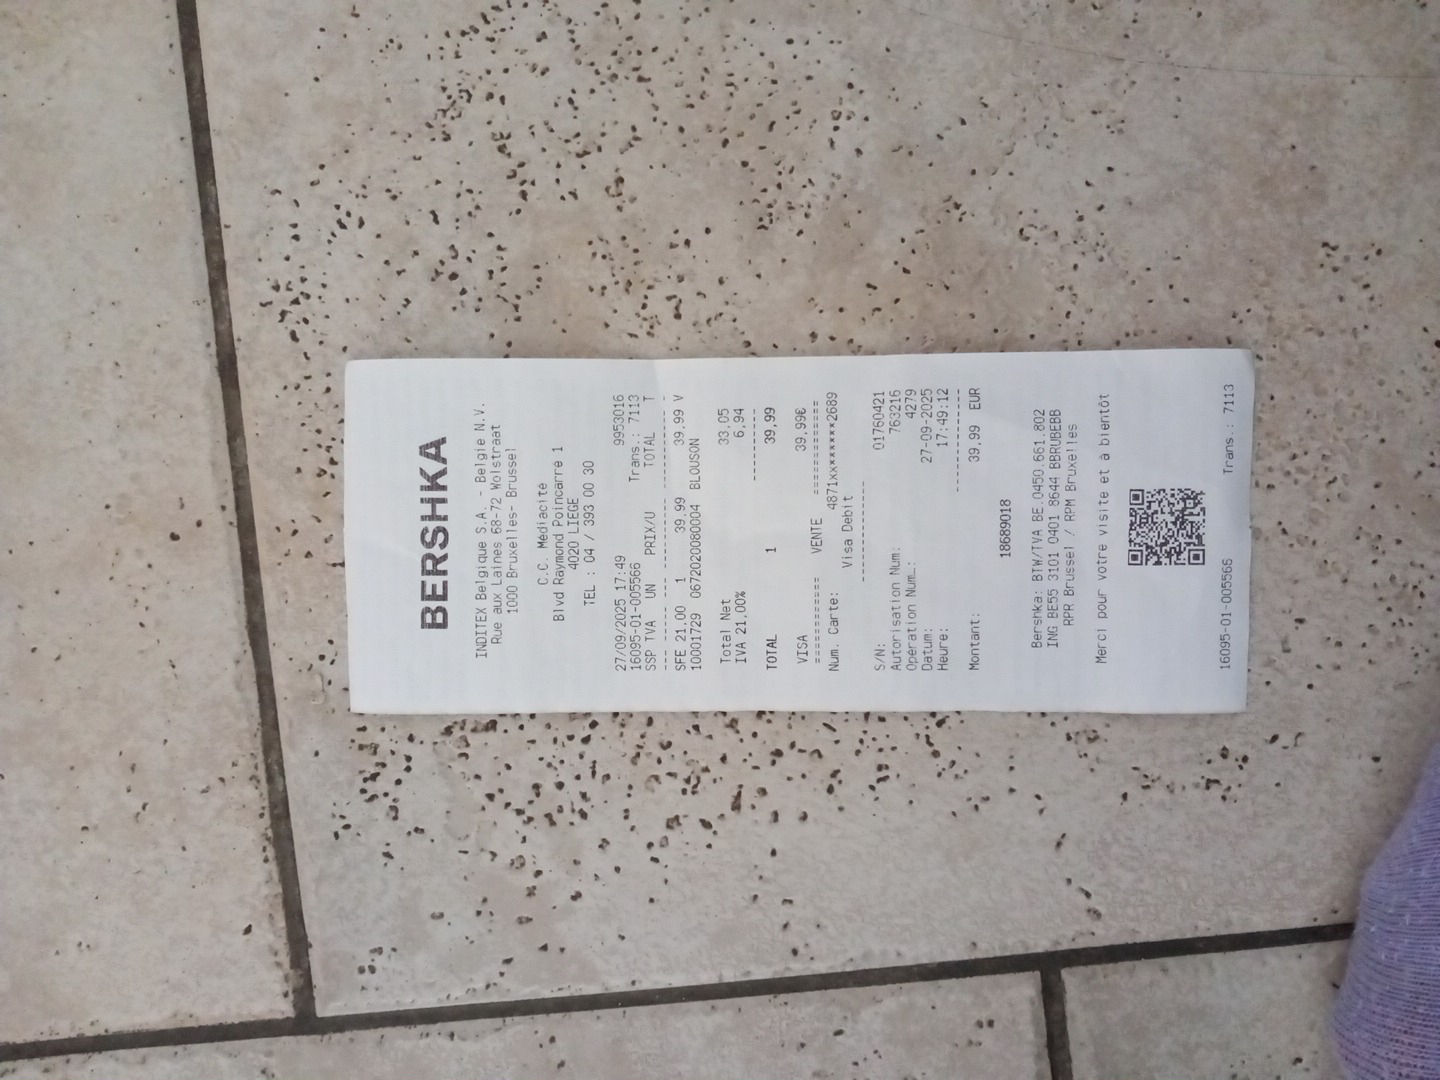 BERSHKA
INDITEX Belgique S.A. - Belgie N.V.
Rue aux Laines 68-72 Wolstraat
1000 Bruxelles- Brussel
C.C. Médiacité
Blvd Raymond Poincarré 1
4020 LIEGE
TEL : 04 / 393 00 30
27/09/2025 17:49 9953016
16095-01-005566 Trans.: 7113
SSP TVA UN PRIX/U TOTAL T
SFE 21.00 1 39.99 39.99 V
10001729 0672020080004 BLOUSON
Total Net 33,05
IVA 21.00% 6,94
TOTAL 1 39,99
VISA 39,99€
============ VENTE ============
Num. Carte: 4871xx******2689
Visa Debit
S/N: 01760421
Autorisation Num: 763216
Operation Num.: 4279
Datum: 27-09-2025
Heure: 17:49:12
Montant: 39,99 EUR
18689018
Bershka: BTW/TVA BE.0450.661.802
ING BE55 3101 0401 8644 BBRUBEBB
RPR Brussel / RPM Bruxelles
Merci pour votre visite et à bientôt
16095-01-005566 Trans.: 7113